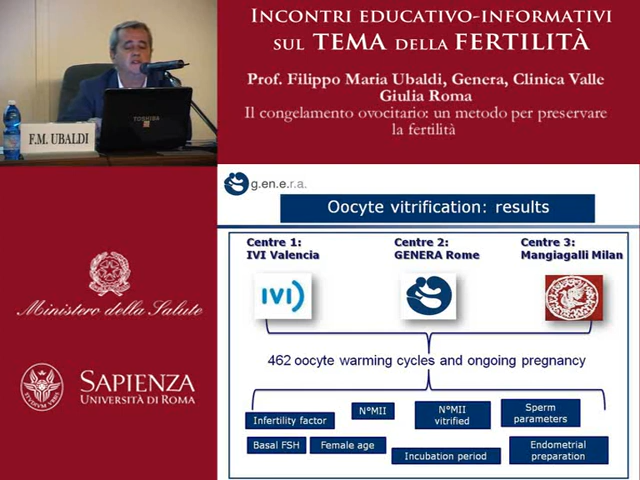 INCONTRI EDUCATIVO-INFORMATIVI
SUL TEMA DELLA FERTILITÀ
Prof. Filippo Maria Ubaldi, Genera, Clinica Valle
Giulia Roma
Il congelamento ovocitario: un metodo per preservare
la fertilità
F.M. UBALDI
TOSHIBA
g.en.e.r.a.
Oocyte vitrification: results
Centre 1:
IVI Valencia
Centre 2:
GENERA Rome
Centre 3:
Mangiagalli Milan
IVI
462 oocyte warming cycles and ongoing pregnancy
Infertility factor
N°MII
N°MII
vitrified
Sperm
parameters
Basal FSH
Female age
Incubation period
Endometrial
preparation
Ministero della Salute
SAPIENZA
UNIVERSITÀ DI ROMA